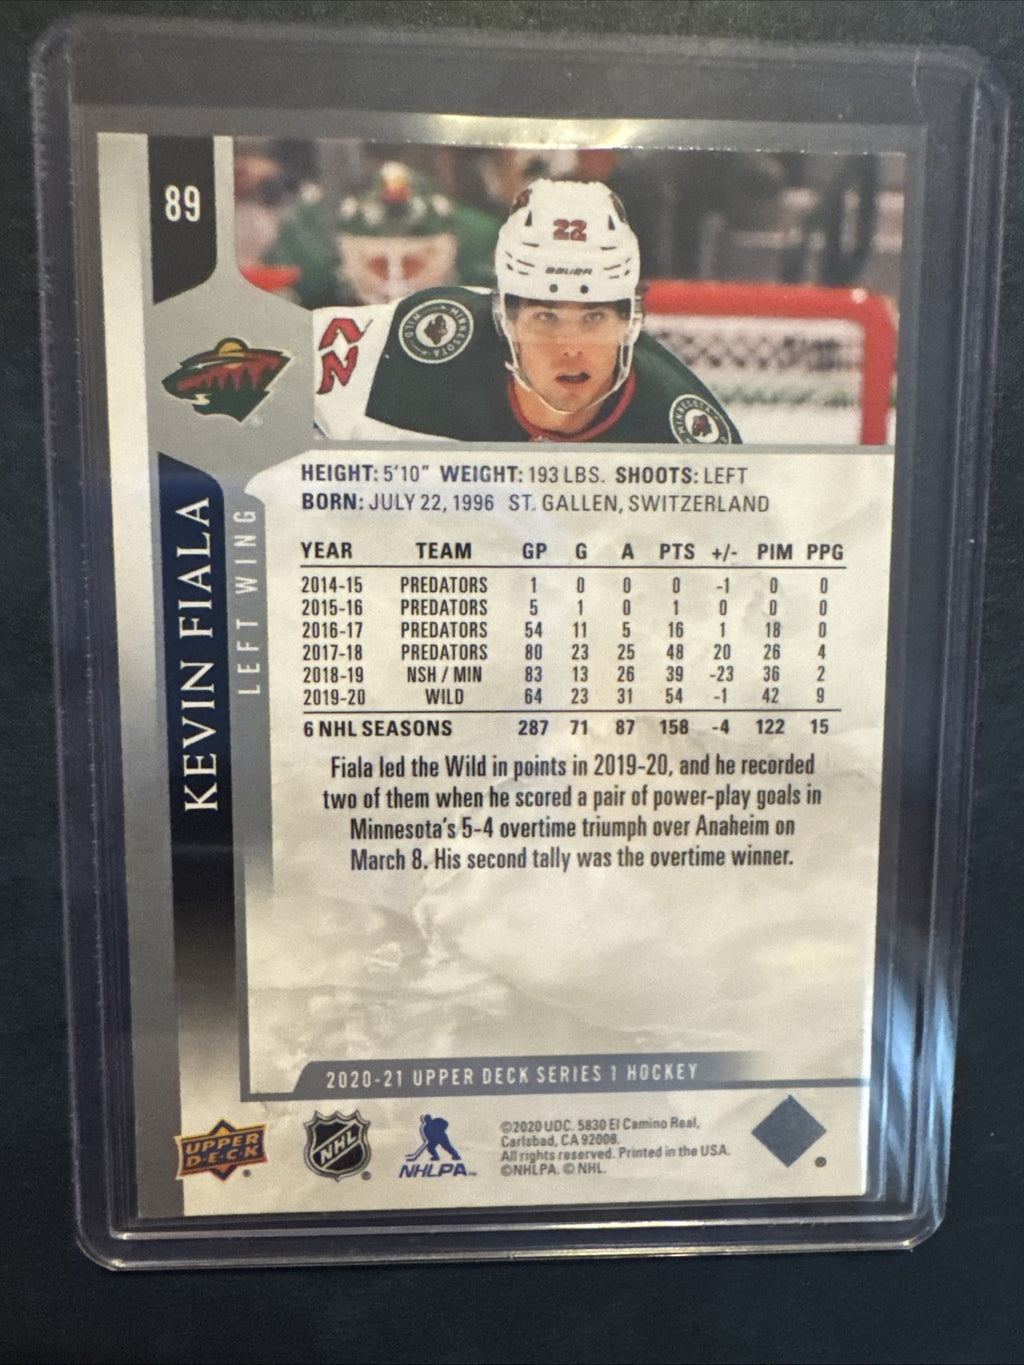 89
22
BAUER
22
MINNESOTA WILD
MINNESOTA
KEVIN FIALA
LEFT WING
HEIGHT: 5'10" WEIGHT: 193 LBS. SHOOTS: LEFT
BORN: JULY 22, 1996 ST. GALLEN, SWITZERLAND
YEAR TEAM GP G A PTS +/- PIM PPG
2014-15 PREDATORS 1 0 0 0 -1 0 0
2015-16 PREDATORS 5 1 0 1 0 0 0
2016-17 PREDATORS 54 11 5 16 1 18 0
2017-18 PREDATORS 80 23 25 48 20 26 4
2018-19 NSH / MIN 83 13 26 39 -23 36 2
2019-20 WILD 64 23 31 54 -1 42 9
6 NHL SEASONS 287 71 87 158 -4 122 15
Fiala led the Wild in points in 2019-20, and he recorded
two of them when he scored a pair of power-play goals in
Minnesota's 5-4 overtime triumph over Anaheim on
March 8. His second tally was the overtime winner.
2020-21 UPPER DECK SERIES 1 HOCKEY
UPPER
D•E•C•K
®
NHL
®
NHLPA™
©2020 UDC. 5830 El Camino Real,
Carlsbad, CA 92008.
All rights reserved. Printed in the USA.
©NHLPA. © NHL.
®